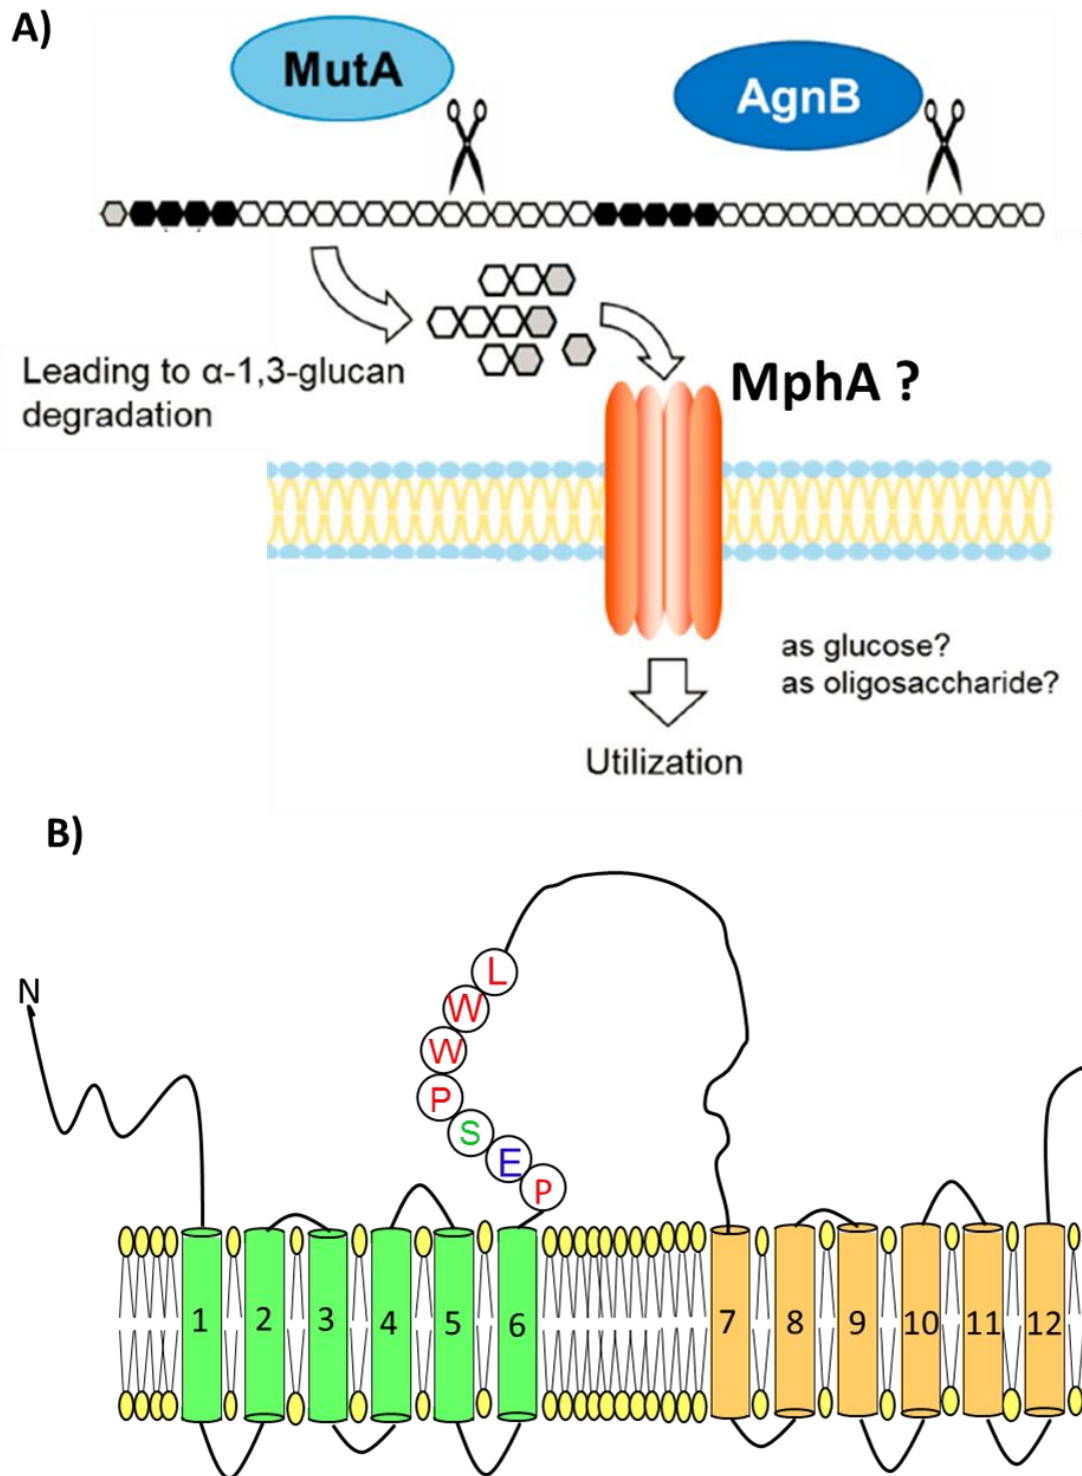 A)
MutA
AgnB
Leading to α-1,3-glucan
degradation
MphA ?
as glucose?
as oligosaccharide?
Utilization
B)
N
L
W
W
P
S
E
P
1 2 3 4 5 6 7 8 9 10 11 12